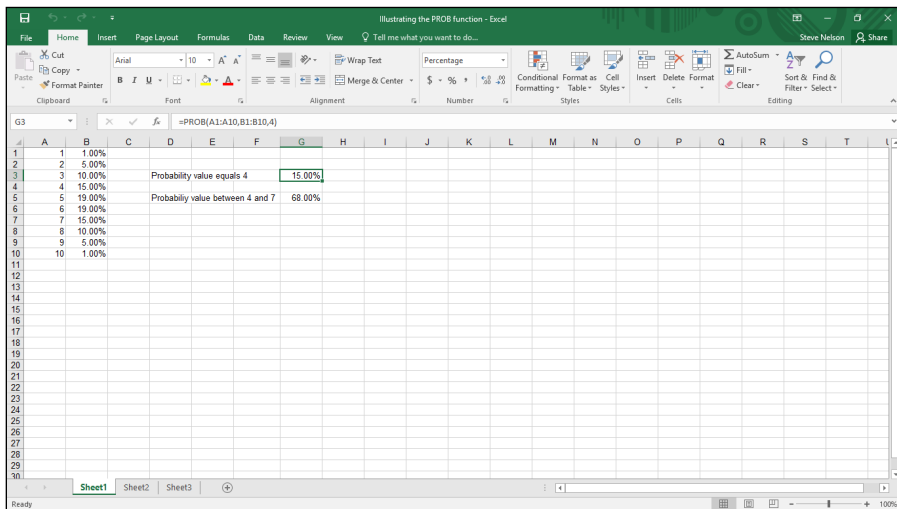 Illustrating the PROB function - Excel
File Home Insert Page Layout Formulas Data Review View Tell me what you want to do... Steve Nelson Share
Paste
Cut
Copy
Format Painter
Clipboard
Arial 10
B I U
Font
Wrap Text
Merge & Center
Alignment
Percentage
$ % ,
Number
Conditional Formatting
Format as Table
Cell Styles
Styles
Insert Delete Format
Cells
AutoSum
Fill
Clear
Sort & Filter
Find & Select
Editing
G3 fx =PROB(A1:A10,B1:B10,4)
A B C D E F G H I J K L M N O P Q R S T
1 1 1.00%
2 2 5.00%
3 3 10.00% Probability value equals 4 15.00%
4 4 15.00%
5 5 19.00% Probabiliy value between 4 and 7 68.00%
6 6 19.00%
7 7 15.00%
8 8 10.00%
9 9 5.00%
10 10 1.00%
11
12
13
14
15
16
17
18
19
20
21
22
23
24
25
26
27
28
29
30
Sheet1 Sheet2 Sheet3
Ready 100%